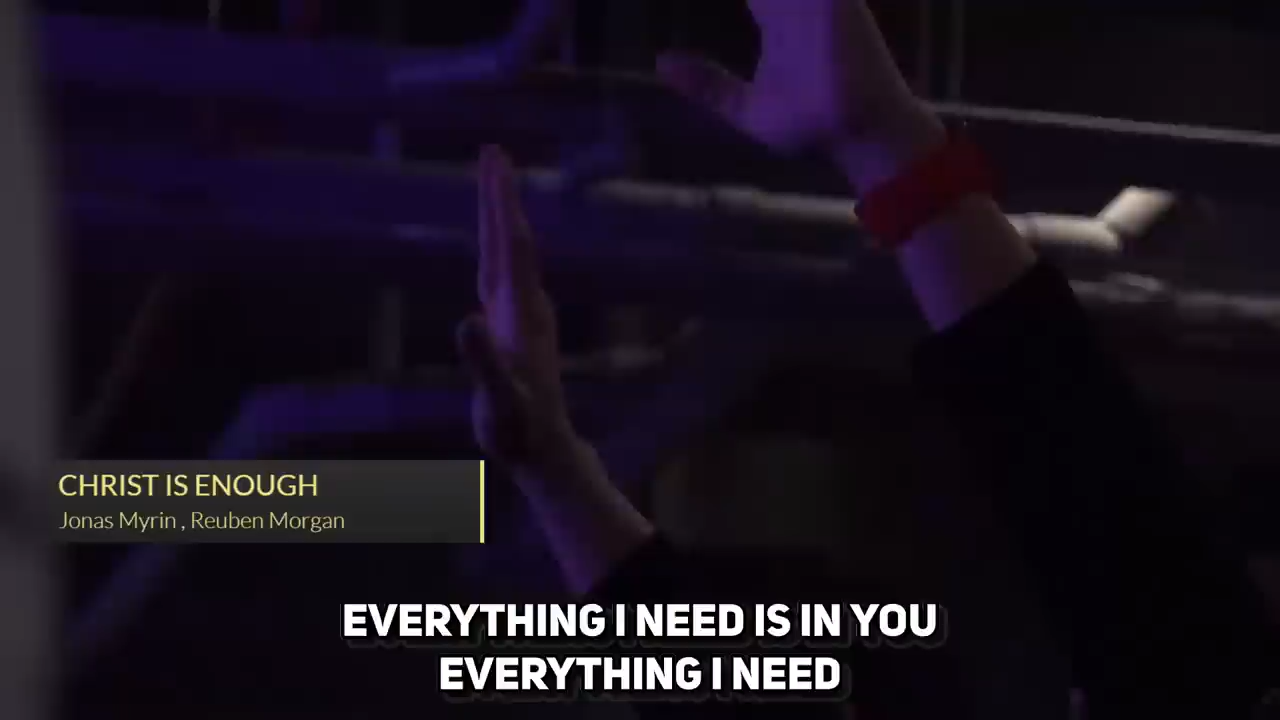 CHRIST IS ENOUGH
Jonas Myrin , Reuben Morgan
EVERYTHING I NEED IS IN YOU
EVERYTHING I NEED